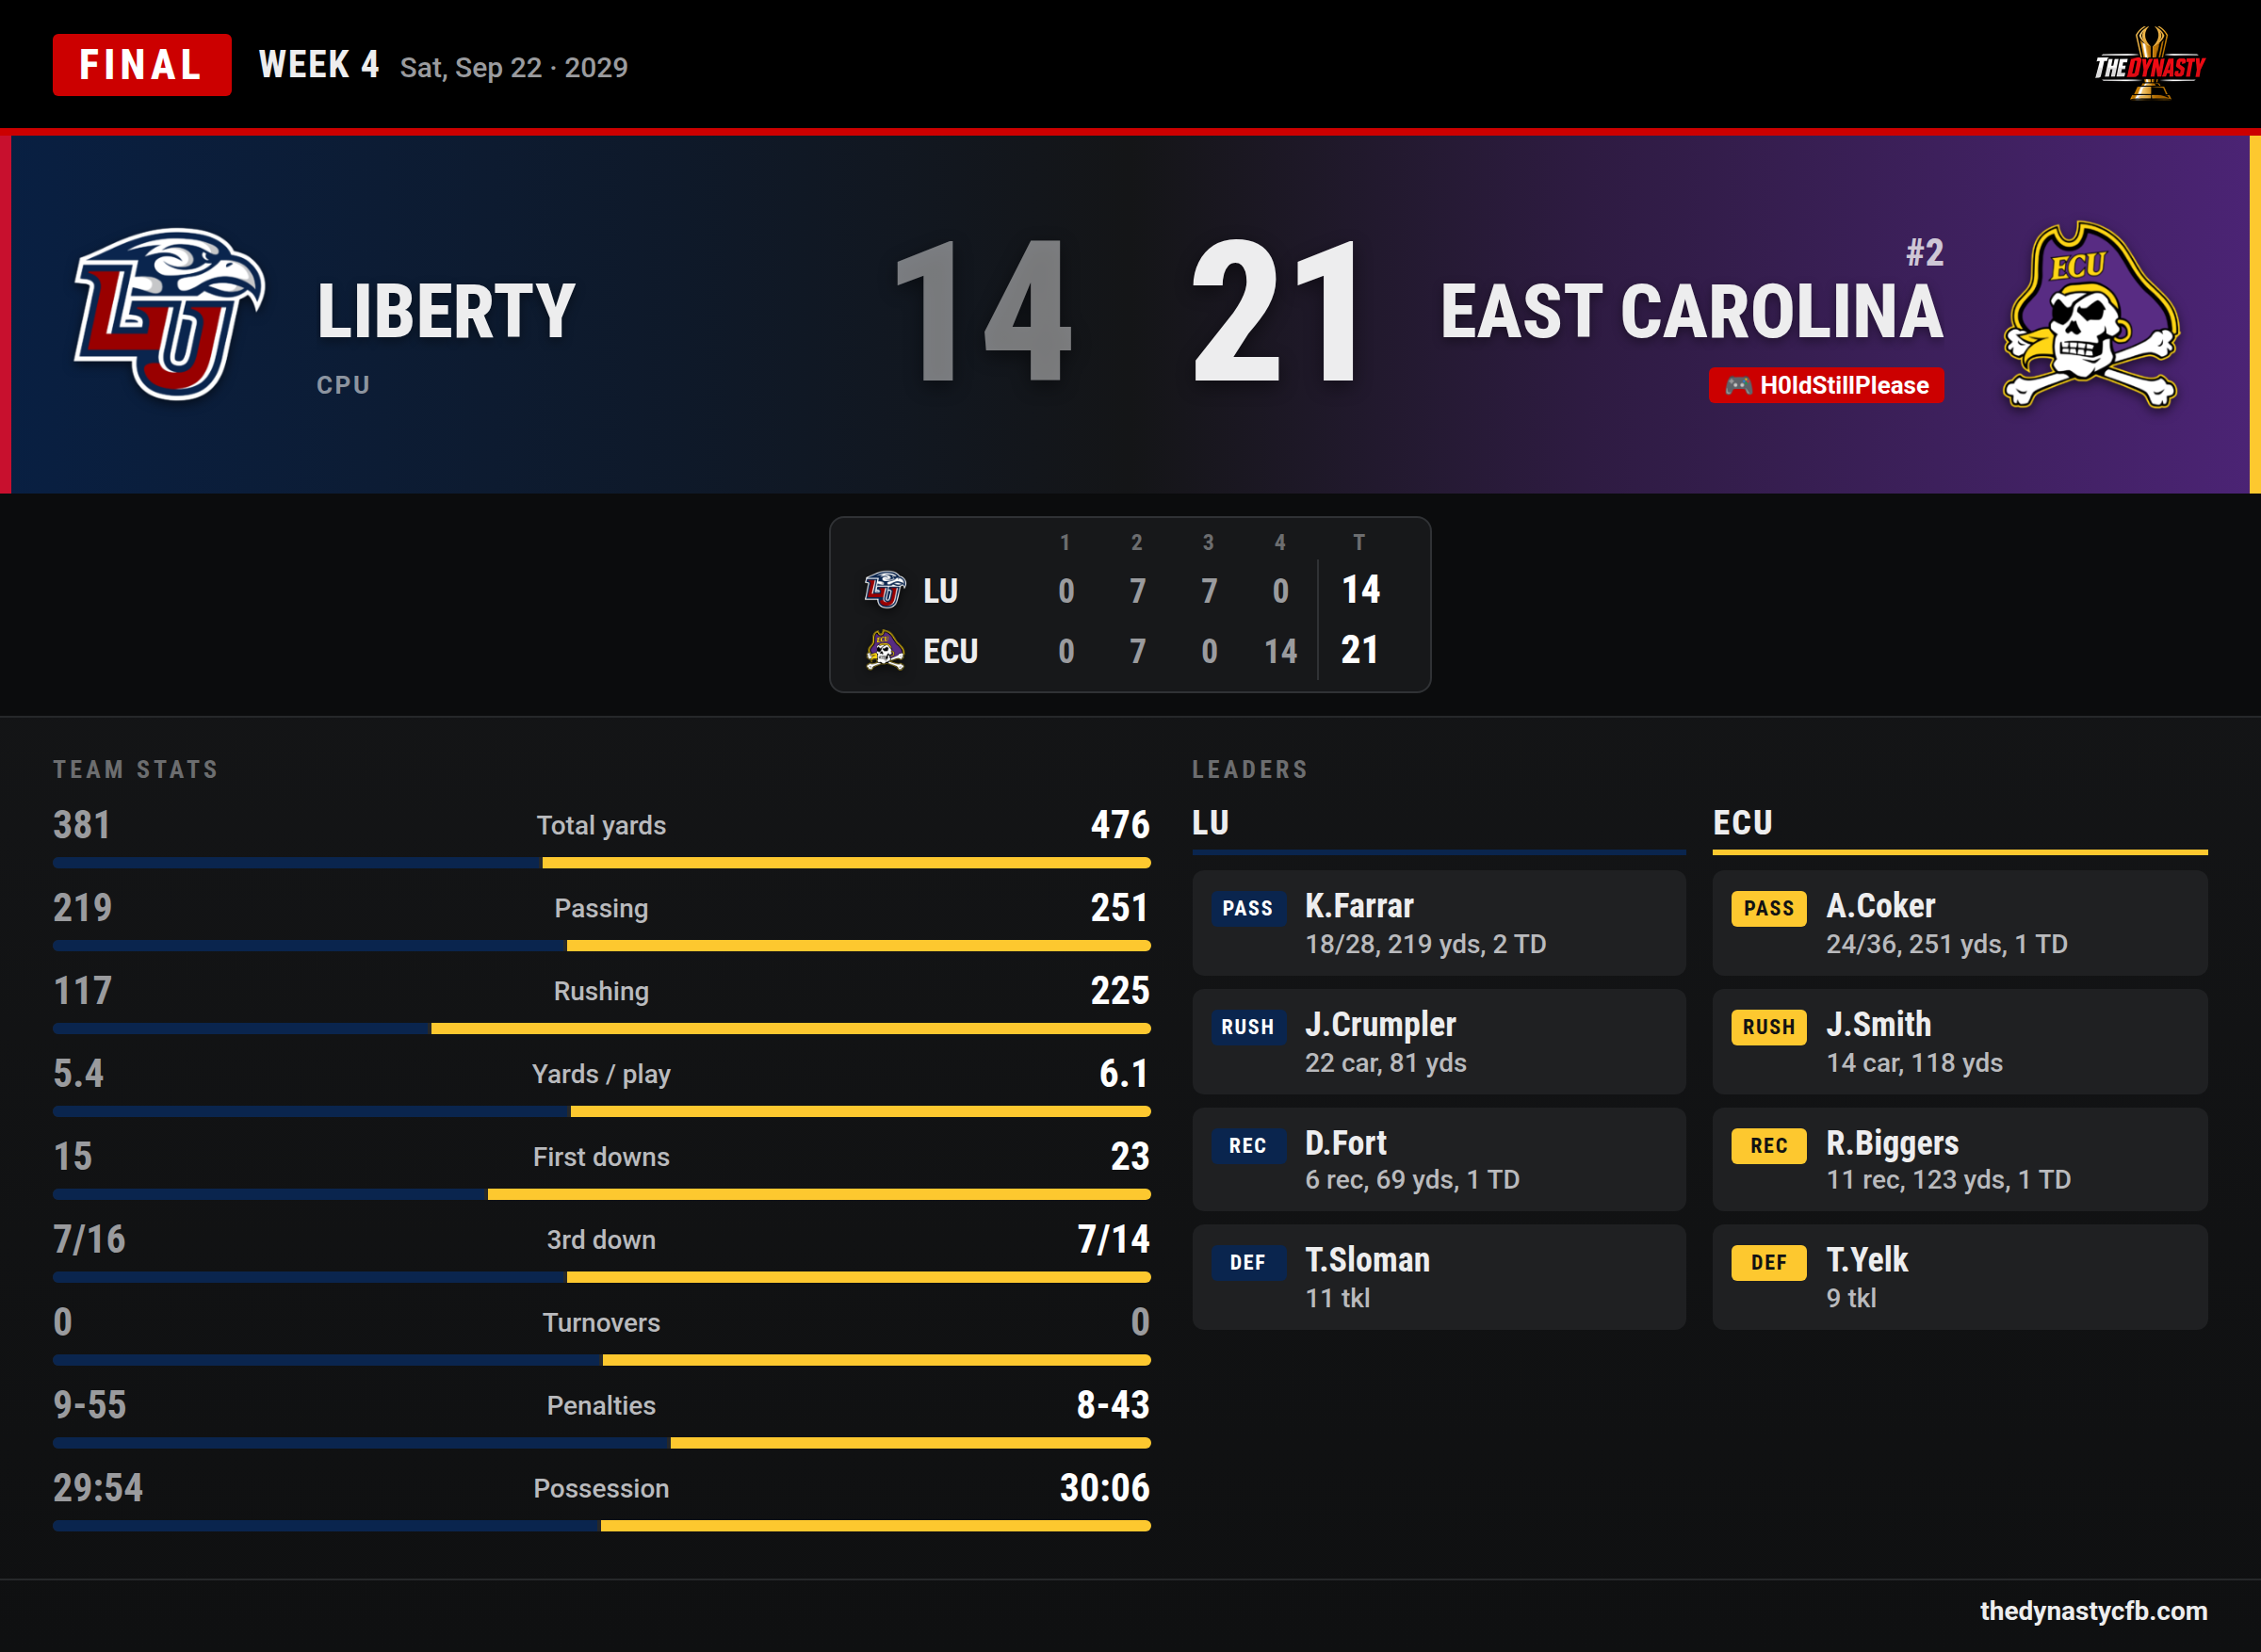 FINAL WEEK 4 Sat, Sep 22 · 2029
THE DYNASTY
LU
LIBERTY
CPU
14 21
#2
EAST CAROLINA
🎮 H0ldStillPlease
ECU
1 2 3 4 T
LU 0 7 7 0 14
ECU 0 7 0 14 21
TEAM STATS
381 Total yards 476
219 Passing 251
117 Rushing 225
5.4 Yards / play 6.1
15 First downs 23
7/16 3rd down 7/14
0 Turnovers 0
9-55 Penalties 8-43
29:54 Possession 30:06
LEADERS
LU
PASS K.Farrar
18/28, 219 yds, 2 TD
RUSH J.Crumpler
22 car, 81 yds
REC D.Fort
6 rec, 69 yds, 1 TD
DEF T.Sloman
11 tkl
ECU
PASS A.Coker
24/36, 251 yds, 1 TD
RUSH J.Smith
14 car, 118 yds
REC R.Biggers
11 rec, 123 yds, 1 TD
DEF T.Yelk
9 tkl
thedynastycfb.com